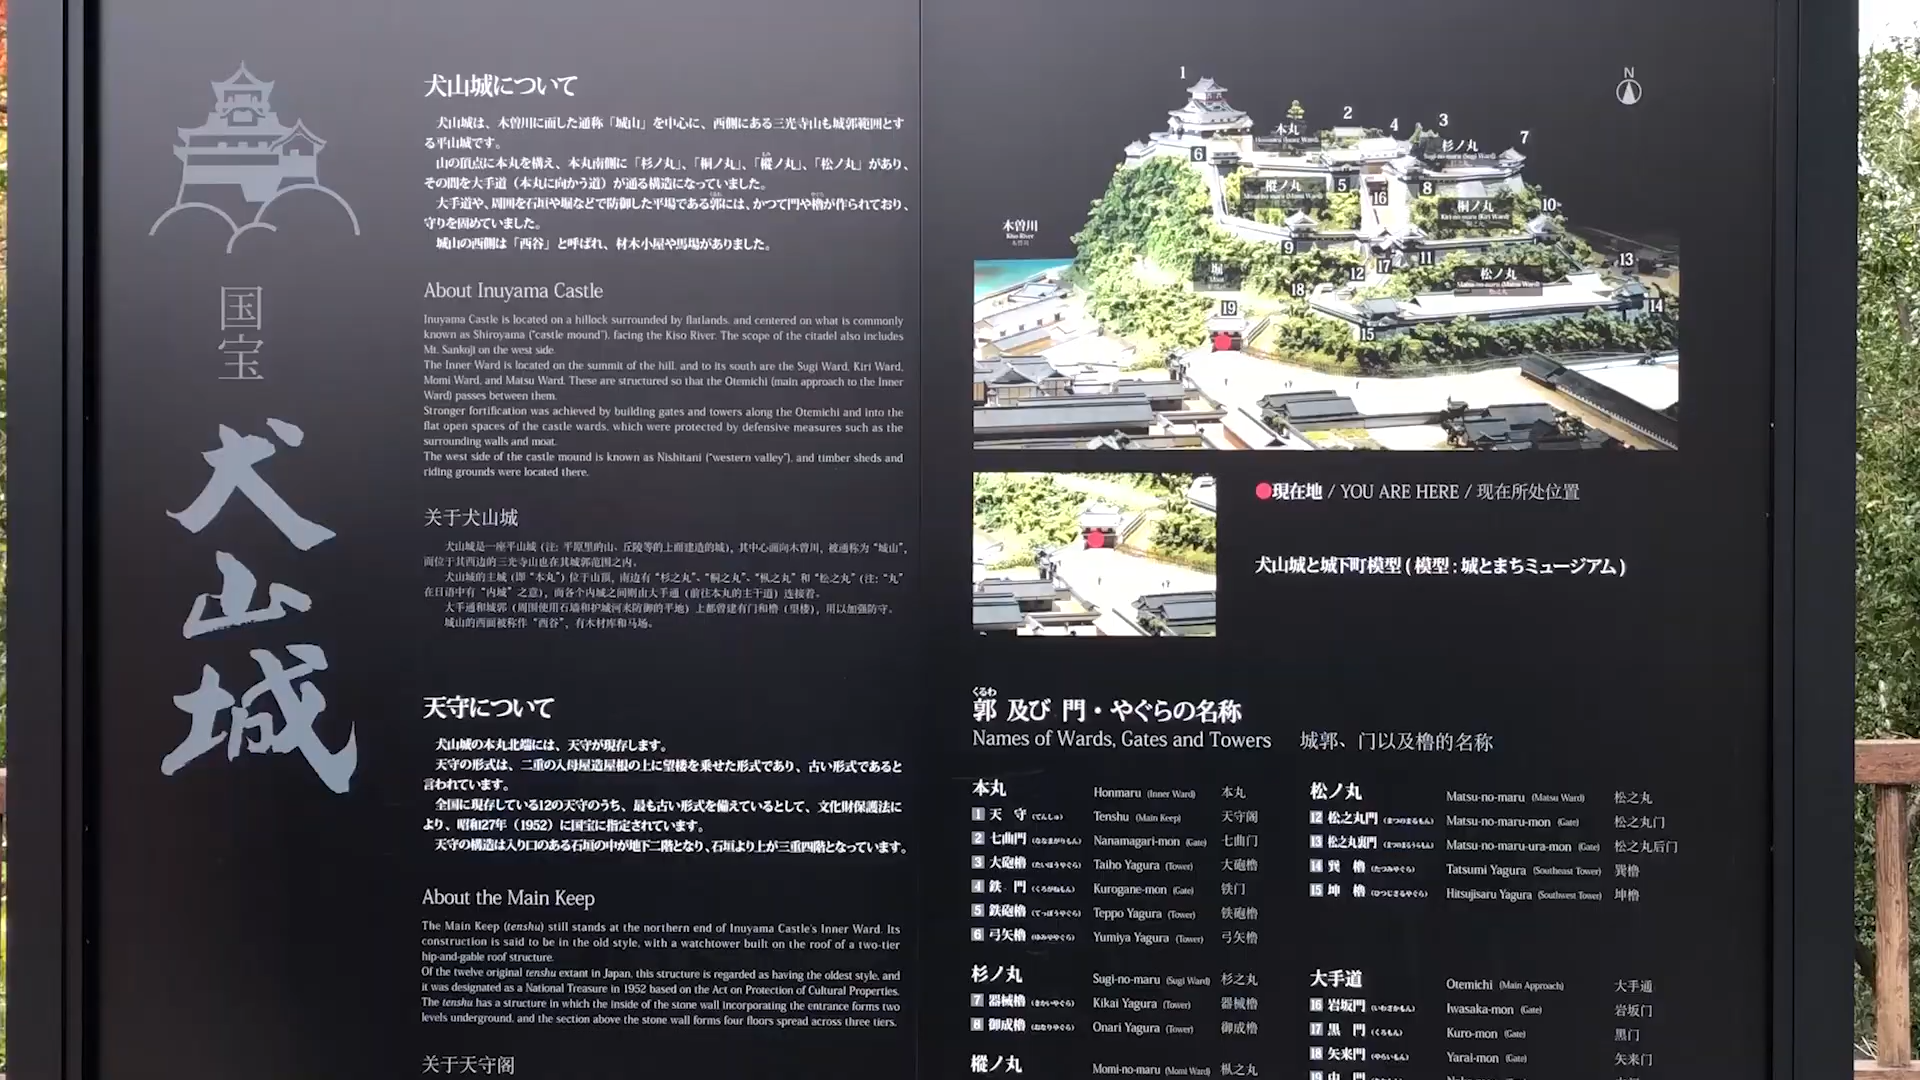 国宝
犬山城
犬山城について
犬山城は、木曽川に面した通称「城山」を中心に、西側にある三光寺山も城郭範囲とす
る平山城です。
山の頂点に本丸を構え、本丸南側に「杉ノ丸」、「桐ノ丸」、「樅ノ丸」、「松ノ丸」があり、
その間を大手道（本丸に向かう道）が通る構造になっていました。
大手道や、周囲を石垣や堀などで防御した平場である郭には、かつて門や櫓が作られており、
守りを固めていました。
城山の西側は「西谷」と呼ばれ、材木小屋や馬場がありました。
About Inuyama Castle
Inuyama Castle is located on a hillock surrounded by flatlands, and centered on what is commonly
known as Shiroyama ("castle mound"), facing the Kiso River. The scope of the citadel also includes
Mt. Sankoji on the west side.
The Inner Ward is located on the summit of the hill, and to its south are the Sugi Ward, Kiri Ward,
Momi Ward, and Matsu Ward. These are structured so that the Otemichi (main approach to the Inner
Ward) passes between them.
Stronger fortification was achieved by building gates and towers along the Otemichi and into the
flat open spaces of the castle wards, which were protected by defensive measures such as the
surrounding walls and moat.
The west side of the castle mound is known as Nishitani ("western valley"), and timber sheds and
riding grounds were located there.
关于犬山城
犬山城是一座平山城（注: 平原里的山、丘陵等的上面建造的城），其中心面向木曾川，被通称为“城山”，
而位于其西边的三光寺山也在其城郭范围之内。
犬山城的主城（即“本丸”）位于山顶，南边有“杉之丸”、“桐之丸”、“枞之丸”和“松之丸”（注: “丸”
在日语中有“内城”之意），而各个内城之间则由大手通（前往本丸的主干道）连接着。
大手通和城郭（周围使用石墙和护城河来防御的平地）上都曾建有门和橹（望楼），用以加强防守。
城山的西面被称作“西谷”，有木材库和马场。
天守について
犬山城の本丸北端には、天守が現存します。
天守の形式は、二重の入母屋造屋根の上に望楼を乗せた形式であり、古い形式であると
言われています。
全国に現存している12の天守のうち、最も古い形式を備えているとして、文化財保護法に
より、昭和27年（1952）に国宝に指定されています。
天守の構造は入り口のある石垣の中が地下二階となり、石垣より上が三重四階となっています。
About the Main Keep
The Main Keep (tenshu) still stands at the northern end of Inuyama Castle's Inner Ward. Its
construction is said to be in the old style, with a watchtower built on the roof of a two-tier
hip-and-gable roof structure.
Of the twelve original tenshu extant in Japan, this structure is regarded as having the oldest style, and
it was designated as a National Treasure in 1952 based on the Act on Protection of Cultural Properties.
The tenshu has a structure in which the inside of the stone wall incorporating the entrance forms two
levels underground, and the section above the stone wall forms four floors spread across three tiers.
关于天守阁
N
1
2
3
4
7
本丸
Honmaru (Inner Ward)
杉ノ丸
Sugi-no-maru (Sugi Ward)
6
樅ノ丸
Momi-no-maru (Momi Ward)
5
8
16
桐ノ丸
Kiri-no-maru (Kiri Ward)
10
木曽川
Kiso River
9
11
13
堀
12
17
松ノ丸
Matsu-no-maru (Matsu Ward)
18
19
14
15
現在地 / YOU ARE HERE / 现在所处位置
犬山城と城下町模型 ( 模型 : 城とまちミュージアム )
くるわ
郭 及び 門・やぐらの名称
Names of Wards, Gates and Towers 城郭、门以及橹的名称
本丸 Honmaru (Inner Ward) 本丸
1 天 守 (てんしゅ) Tenshu (Main Keep) 天守阁
2 七曲門 (ななまがりもん) Nanamagari-mon (Gate) 七曲门
3 大砲櫓 (たいほうやぐら) Taiho Yagura (Tower) 大砲橹
4 鉄 門 (くろがねもん) Kurogane-mon (Gate) 铁门
5 鉄砲櫓 (てっぽうやぐら) Teppo Yagura (Tower) 铁砲橹
6 弓矢櫓 (ゆみややぐら) Yumiya Yagura (Tower) 弓矢橹
杉ノ丸 Sugi-no-maru (Sugi Ward) 杉之丸
7 器械櫓 (きかいやぐら) Kikai Yagura (Tower) 器械橹
8 御成櫓 (おなりやぐら) Onari Yagura (Tower) 御成橹
樅ノ丸 Momi-no-maru (Momi Ward) 枞之丸
松ノ丸 Matsu-no-maru (Matsu Ward) 松之丸
12 松之丸門 (まつのまるもん) Matsu-no-maru-mon (Gate) 松之丸门
13 松之丸裏門 (まつのまるうらもん) Matsu-no-maru-ura-mon (Gate) 松之丸后门
14 巽 櫓 (たつみやぐら) Tatsumi Yagura (Southeast Tower) 巽橹
15 坤 櫓 (ひつじさるやぐら) Hitsujisaru Yagura (Southwest Tower) 坤橹
大手道 Otemichi (Main Approach) 大手通
16 岩坂門 (いわさかもん) Iwasaka-mon (Gate) 岩坂门
17 黒 門 (くろもん) Kuro-mon (Gate) 黑门
18 矢来門 (やらいもん) Yarai-mon (Gate) 矢来门